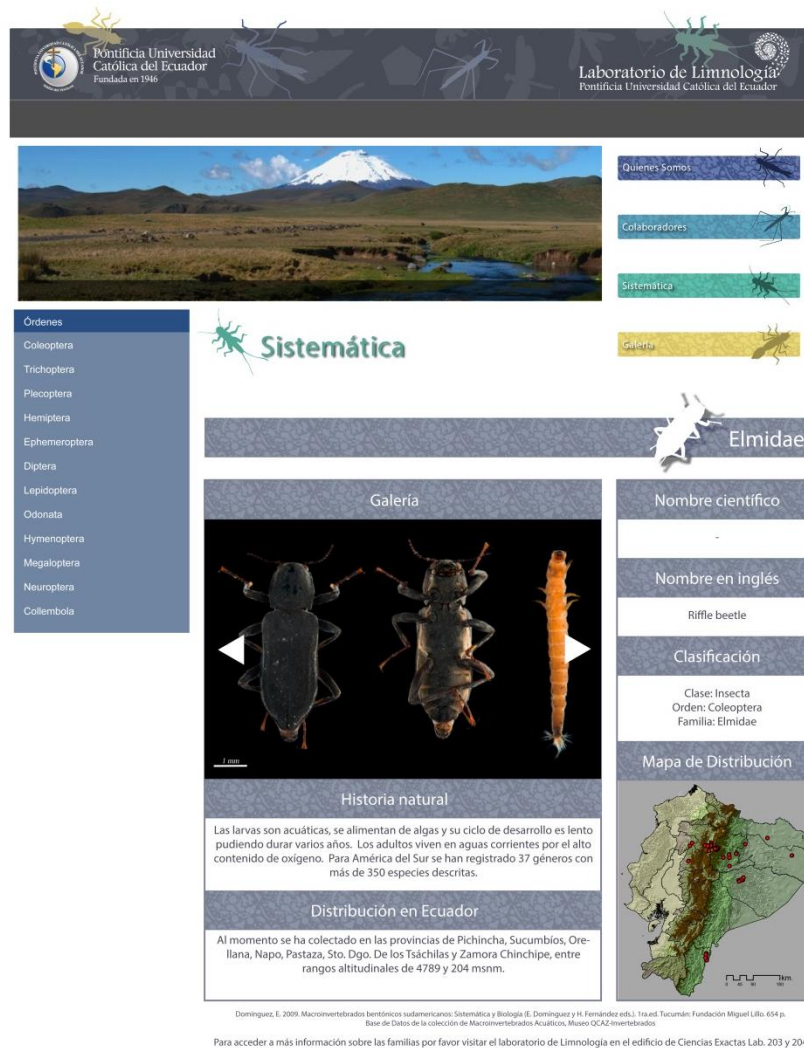 Pontificia Universidad
Católica del Ecuador
Fundada en 1946
Laboratorio de Limnología
Pontificia Universidad Católica del Ecuador
Quienes Somos
Colaboradores
Sistemática
Galería
Órdenes
Coleoptera
Trichoptera
Plecoptera
Hemiptera
Ephemeroptera
Diptera
Lepidoptera
Odonata
Hymenoptera
Megaloptera
Neuroptera
Collembola
Sistemática
Elmidae
Galería
1 mm
Historia natural
Las larvas son acuáticas, se alimentan de algas y su ciclo de desarrollo es lento
pudiendo durar varios años. Los adultos viven en aguas corrientes por el alto
contenido de oxígeno. Para América del Sur se han registrado 37 géneros con
más de 350 especies descritas.
Distribución en Ecuador
Al momento se ha colectado en las provincias de Pichincha, Sucumbíos, Ore-
llana, Napo, Pastaza, Sto. Dgo. De los Tsáchilas y Zamora Chinchipe, entre
rangos altitudinales de 4789 y 204 msnm.
Nombre científico
-
Nombre en inglés
Riffle beetle
Clasificación
Clase: Insecta
Orden: Coleoptera
Familia: Elmidae
Mapa de Distribución
km.
Domínguez, E. 2009. Macroinvertebrados bentónicos sudamericanos: Sistemática y Biología (E. Domínguez y H. Fernández eds.). 1ra.ed. Tucumán: Fundación Miguel Lillo. 654 p.
Base de Datos de la colección de Macroinvertebrados Acuáticos, Museo QCAZ-Invertebrados
Para acceder a más información sobre las familias por favor visitar el laboratorio de Limnología en el edificio de Ciencias Exactas Lab. 203 y 204